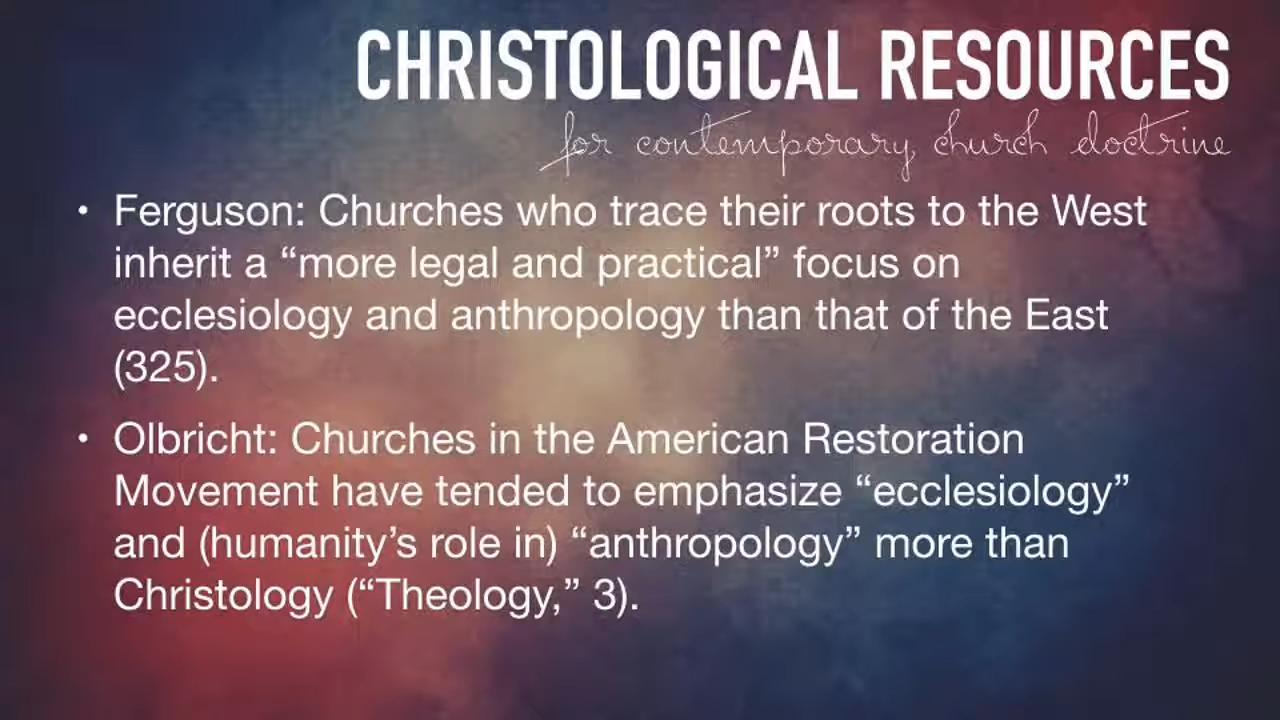 CHRISTOLOGICAL RESOURCES
for contemporary church doctrine
• Ferguson: Churches who trace their roots to the West
inherit a “more legal and practical” focus on
ecclesiology and anthropology than that of the East
(325).
• Olbricht: Churches in the American Restoration
Movement have tended to emphasize “ecclesiology”
and (humanity’s role in) “anthropology” more than
Christology (“Theology,” 3).